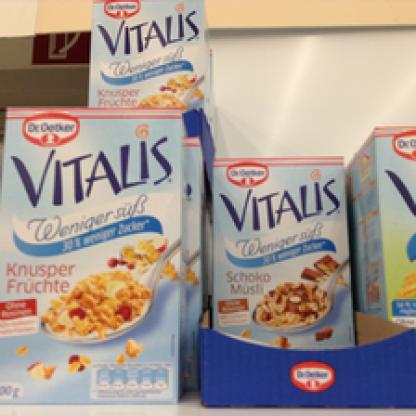 Dr. Oetker
VITALIS
Weniger süß
30% weniger Zucker*
Knusper
Früchte
Dr. Oetker
VITALIS
Weniger süß
30% weniger Zucker*
Knusper
Früchte
Ohne
Rosinen
00g
Dr. Oetker
VITALIS
Weniger süß
30% weniger Zucker*
Schoko
Müsli
Dr. Oetker
Dr. Oetker
V